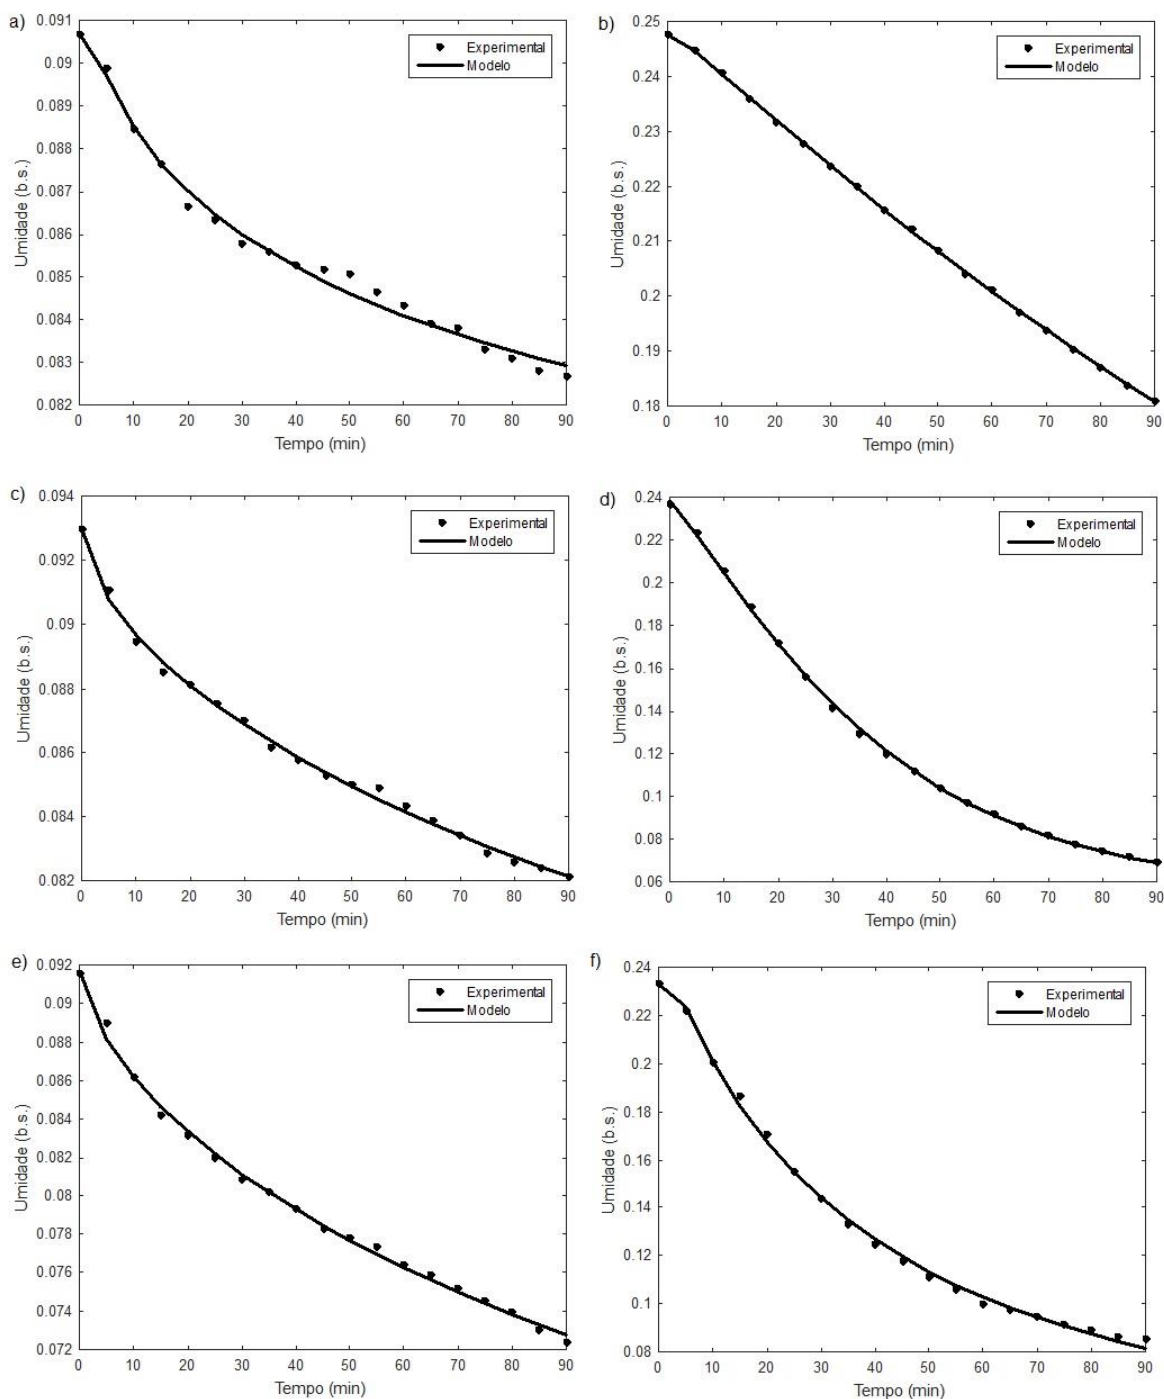 a)
0.091
0.09
0.089
0.088
0.087
0.086
0.085
0.084
0.083
0.082
Umidade (b.s.)
Experimental
Modelo
0 10 20 30 40 50 60 70 80 90
Tempo (min)
b)
0.25
0.24
0.23
0.22
0.21
0.2
0.19
0.18
Umidade (b.s.)
Experimental
Modelo
0 10 20 30 40 50 60 70 80 90
Tempo (min)
c)
0.094
0.092
0.09
0.088
0.086
0.084
0.082
Umidade (b.s.)
Experimental
Modelo
0 10 20 30 40 50 60 70 80 90
Tempo (min)
d)
0.24
0.22
0.2
0.18
0.16
0.14
0.12
0.1
0.08
0.06
Umidade (b.s.)
Experimental
Modelo
0 10 20 30 40 50 60 70 80 90
Tempo (min)
e)
0.092
0.09
0.088
0.086
0.084
0.082
0.08
0.078
0.076
0.074
0.072
Umidade (b.s.)
Experimental
Modelo
0 10 20 30 40 50 60 70 80 90
Tempo (min)
f)
0.24
0.22
0.2
0.18
0.16
0.14
0.12
0.1
0.08
Umidade (b.s.)
Experimental
Modelo
0 10 20 30 40 50 60 70 80 90
Tempo (min)